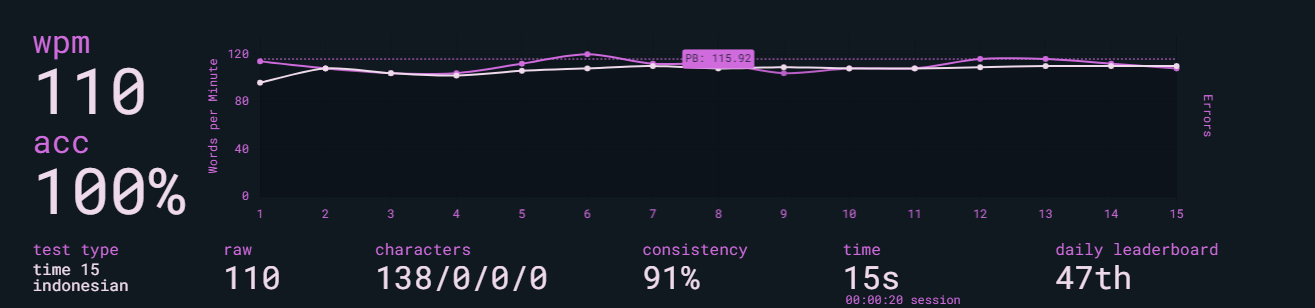 wpm
110
acc
100%
Words per Minute
120
80
40
0
PB: 115.92
Errors
1 2 3 4 5 6 7 8 9 10 11 12 13 14 15
test type
time 15
indonesian
raw
110
characters
138/0/0/0
consistency
91%
time
15s
00:00:20 session
daily leaderboard
47th